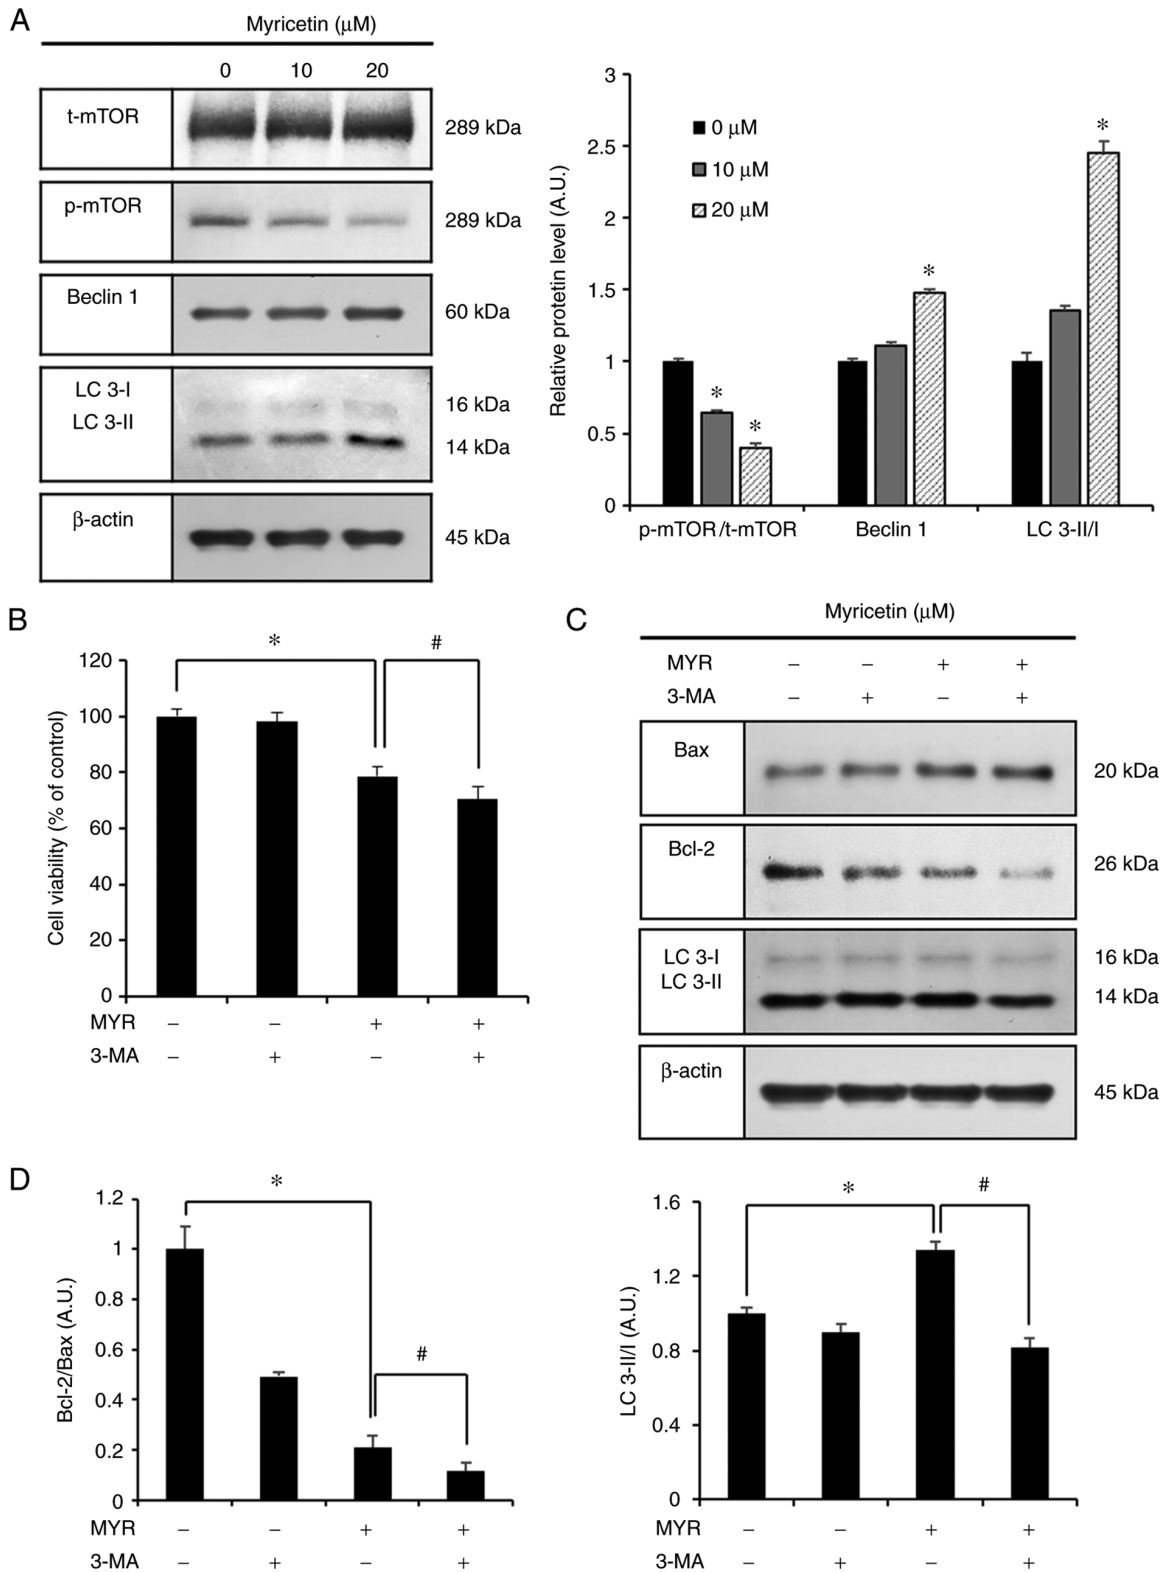 A
Myricetin (μM)
0 10 20
t-mTOR 289 kDa
p-mTOR 289 kDa
Beclin 1 60 kDa
LC 3-I 16 kDa
LC 3-II 14 kDa
β-actin 45 kDa
Relative protetin level (A.U.)
3
2.5
2
1.5
1
0.5
0
0 μM
10 μM
20 μM
* * * *
p-mTOR/t-mTOR Beclin 1 LC 3-II/I
B
* #
Cell viability (% of control)
120
100
80
60
40
20
0
MYR – – + +
3-MA – + – +
C
Myricetin (μM)
MYR – – + +
3-MA – + – +
Bax 20 kDa
Bcl-2 26 kDa
LC 3-I 16 kDa
LC 3-II 14 kDa
β-actin 45 kDa
D
* #
Bcl-2/Bax (A.U.)
1.2
1
0.8
0.6
0.4
0.2
0
MYR – – + +
3-MA – + – +
* #
LC 3-II/I (A.U.)
1.6
1.2
0.8
0.4
0
MYR – – + +
3-MA – + – +